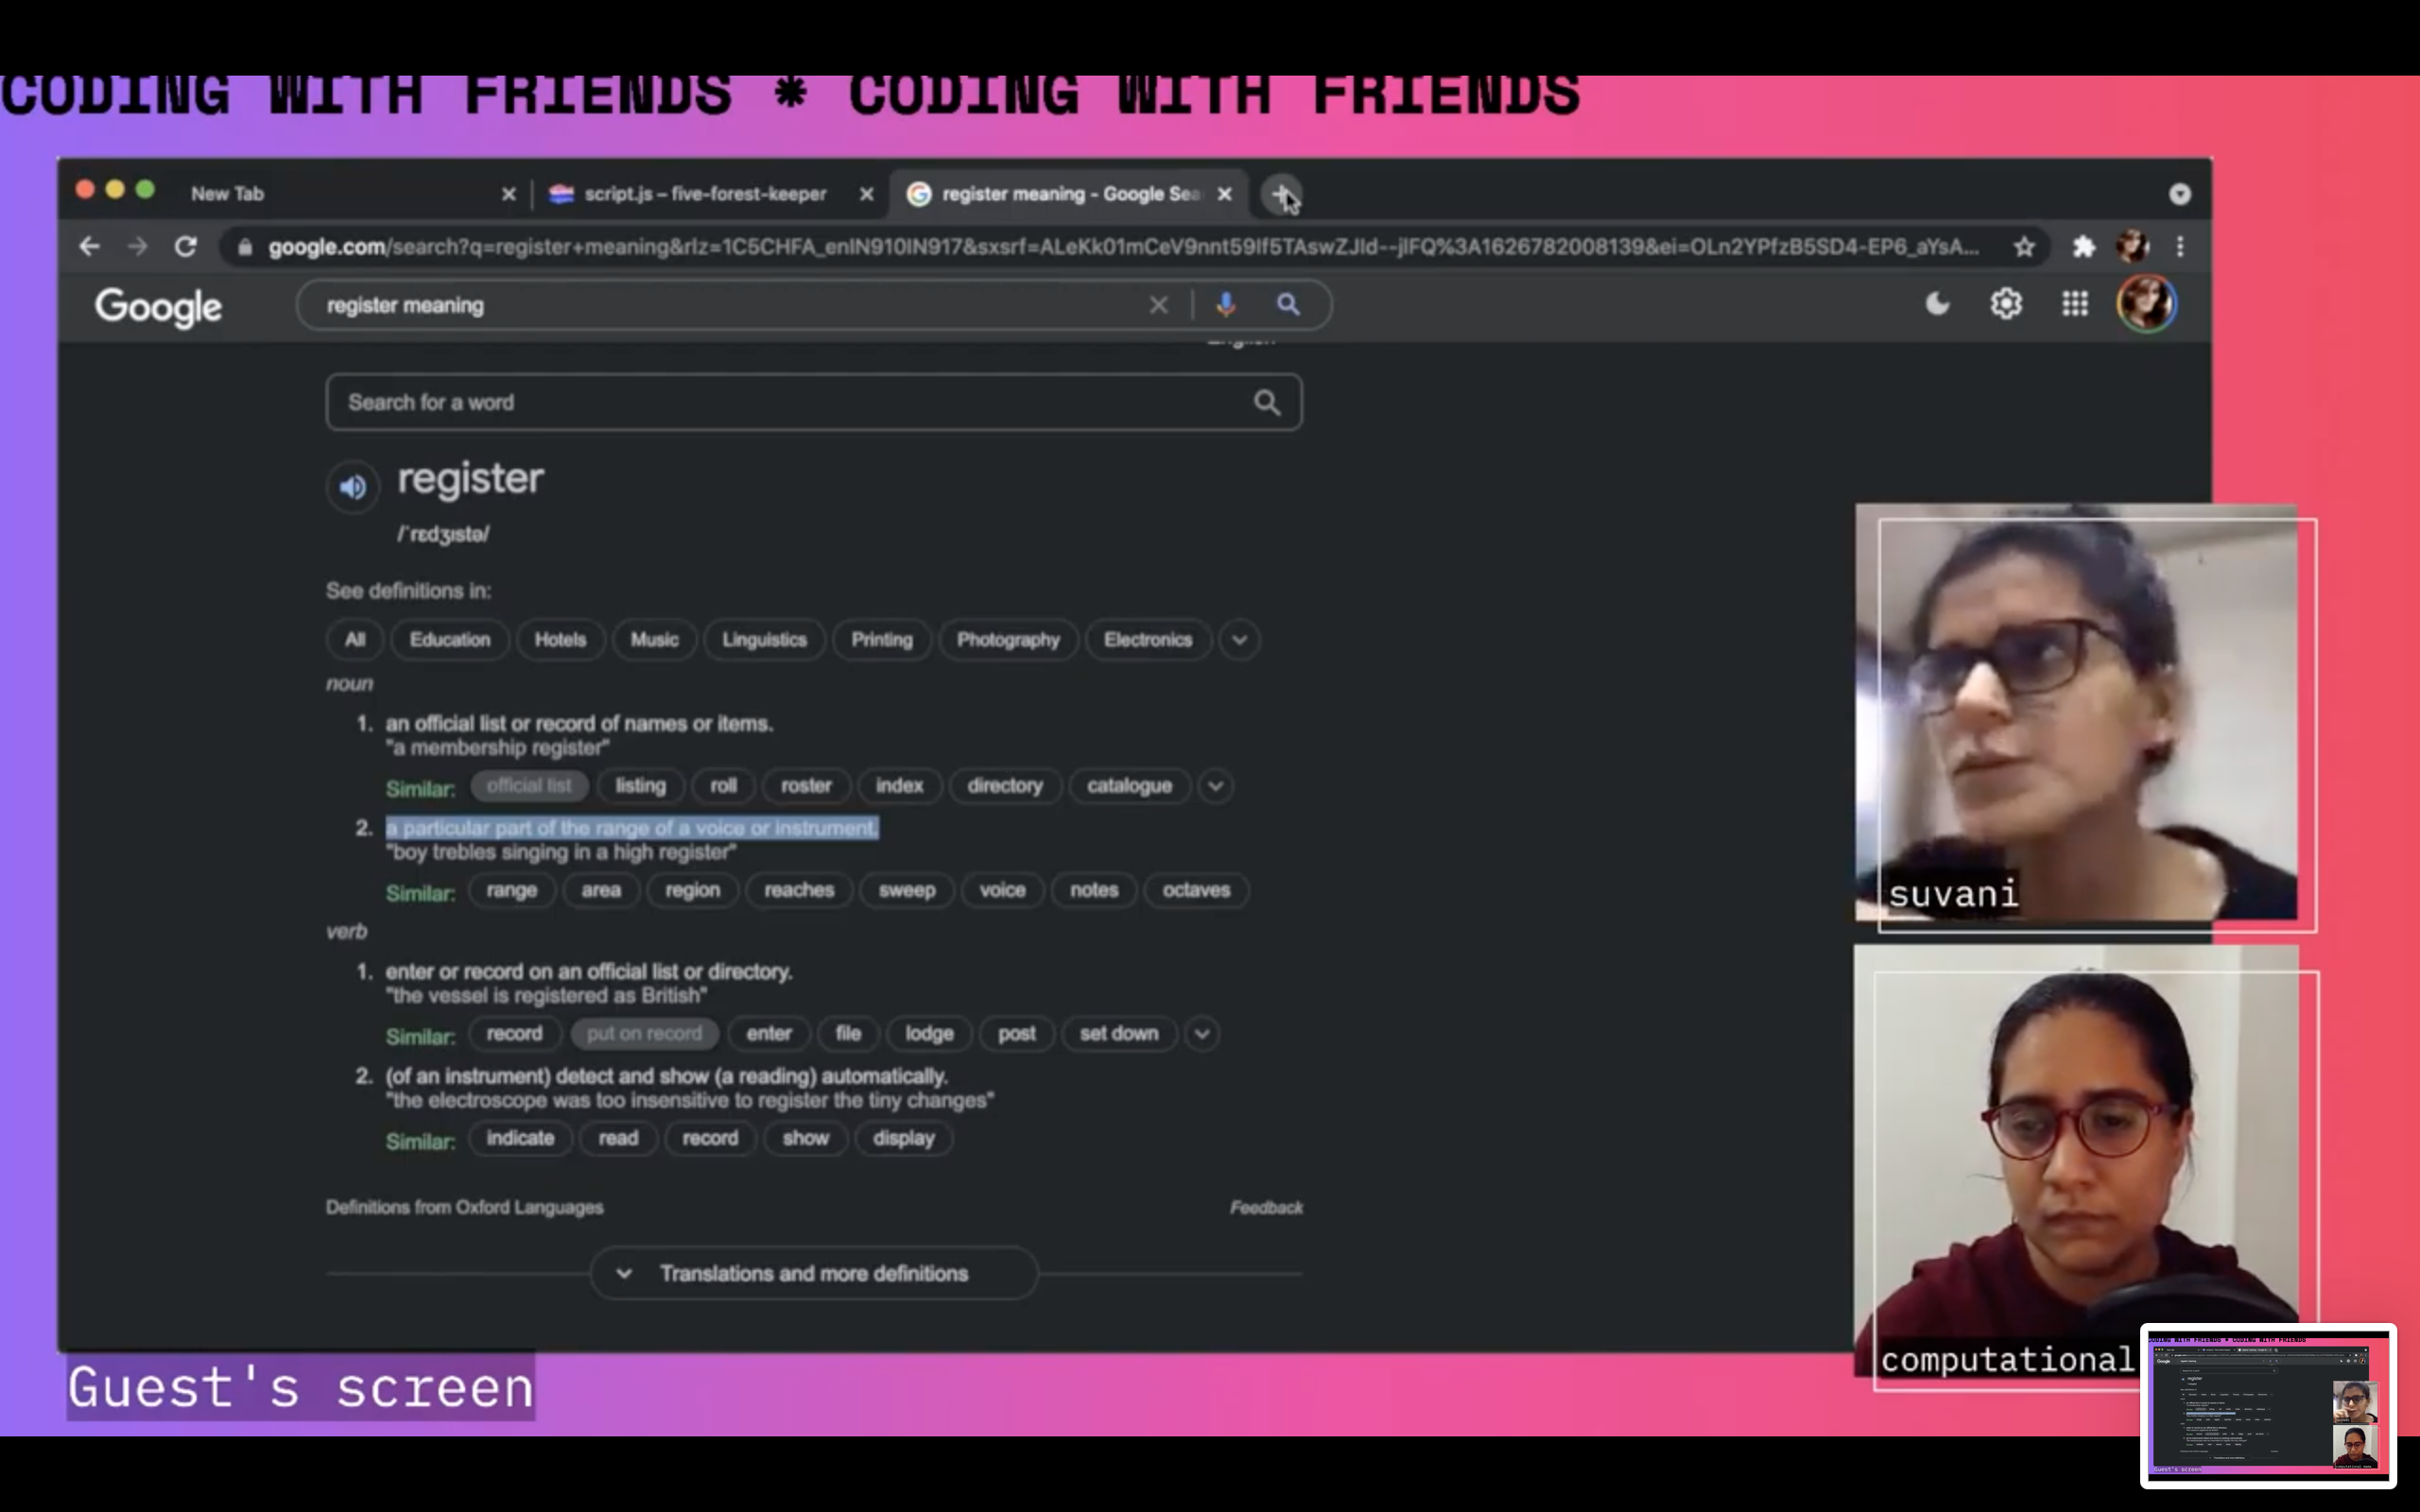 CODING WITH FRIENDS * CODING WITH FRIENDS
New Tab
script.js – five-forest-keeper
register meaning - Google Sea
google.com/search?q=register+meaning&rlz=1C5CHFA_enIN910IN917&sxsrf=
Google
register meaning
English
Search for a word
register
/ˈrɛdʒɪstə/
See definitions in:
All Education Hotels Music Linguistics Printing Photography Electronics
noun
1. an official list or record of names or items.
"a membership register"
Similar: official list listing roll roster index directory catalogue
2. a particular part of the range of a voice or instrument.
"boy trebles singing in a high register"
Similar: range area region reaches sweep voice notes octaves
verb
1. enter or record on an official list or directory.
"the vessel is registered as British"
Similar: record put on record enter file lodge post set down
2. (of an instrument) detect and show (a reading) automatically.
"the electroscope was too insensitive to register the tiny changes"
Similar: indicate read record show display
Definitions from Oxford Languages
Feedback
Translations and more definitions
suvani
computational
Guest's screen